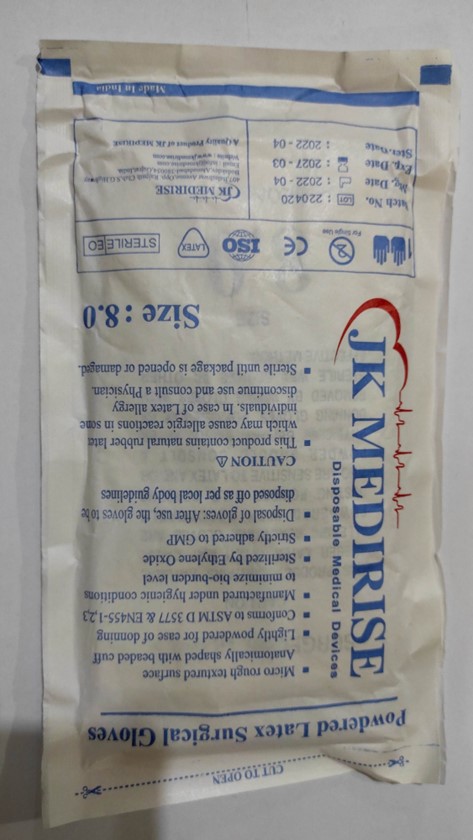 CUT TO OPEN
Powdered Latex Surgical Gloves
JK MEDIRISE
Disposable Medical Devices
Micro rough textured surface
Anatomically shaped with beaded cuff
Lightly powdered for ease of donning
Conforms to ASTM D 3577 & EN455-1,2,3
Manufactured under hygienic conditions
to minimize bio-burden level
Sterilized by Ethylene Oxide
Strictly adhered to GMP
Disposal of gloves: After use, the gloves to be
disposed off as per local body guidelines
CAUTION
This product contains natural rubber latex
which may cause allergic reactions in some
individuals. In case of Latex allergy
discontinue use and consult a Physician.
Sterile until package is opened or damaged.
Size : 8.0
1
For Single Use
CE
ISO
LATEX
STERILE EO
Batch No. LOT : 220420
Mfg. Date : 2022 - 04
Exp. Date : 2027 - 03
Ster. Date : 2022 - 04
JK MEDIRISE
A Quality Product of JK MEDIRISE
Made In India